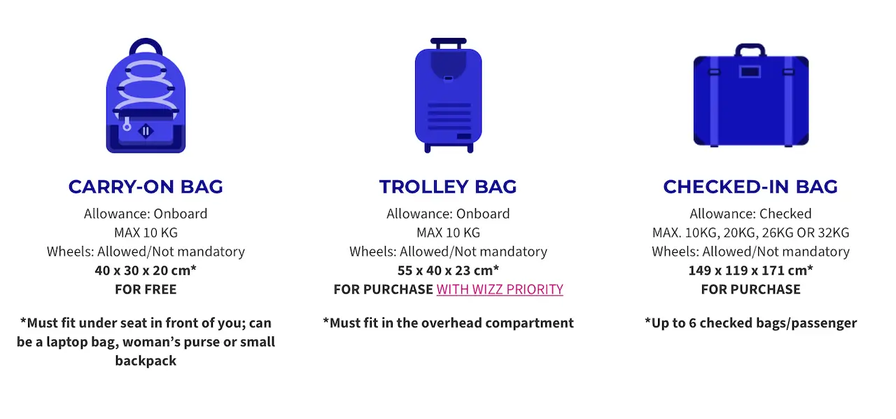 CARRY-ON BAG
Allowance: Onboard
MAX 10 KG
Wheels: Allowed/Not mandatory
40 x 30 x 20 cm*
FOR FREE
*Must fit under seat in front of you; can
be a laptop bag, woman's purse or small
backpack
TROLLEY BAG
Allowance: Onboard
MAX 10 KG
Wheels: Allowed/Not mandatory
55 x 40 x 23 cm*
FOR PURCHASE WITH WIZZ PRIORITY
*Must fit in the overhead compartment
CHECKED-IN BAG
Allowance: Checked
MAX. 10KG, 20KG, 26KG OR 32KG
Wheels: Allowed/Not mandatory
149 x 119 x 171 cm*
FOR PURCHASE
*Up to 6 checked bags/passenger